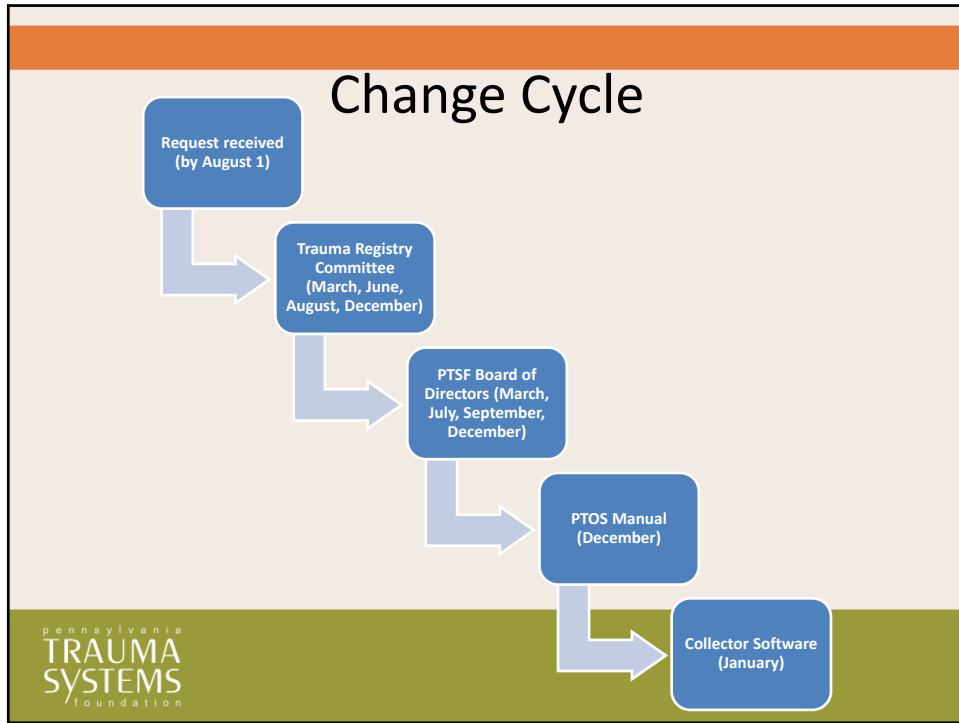 Change Cycle
Request received
(by August 1)
Trauma Registry
Committee
(March, June,
August, December)
PTSF Board of
Directors (March,
July, September,
December)
PTOS Manual
(December)
Collector Software
(January)
pennsylvania
TRAUMA
SYSTEMS
foundation